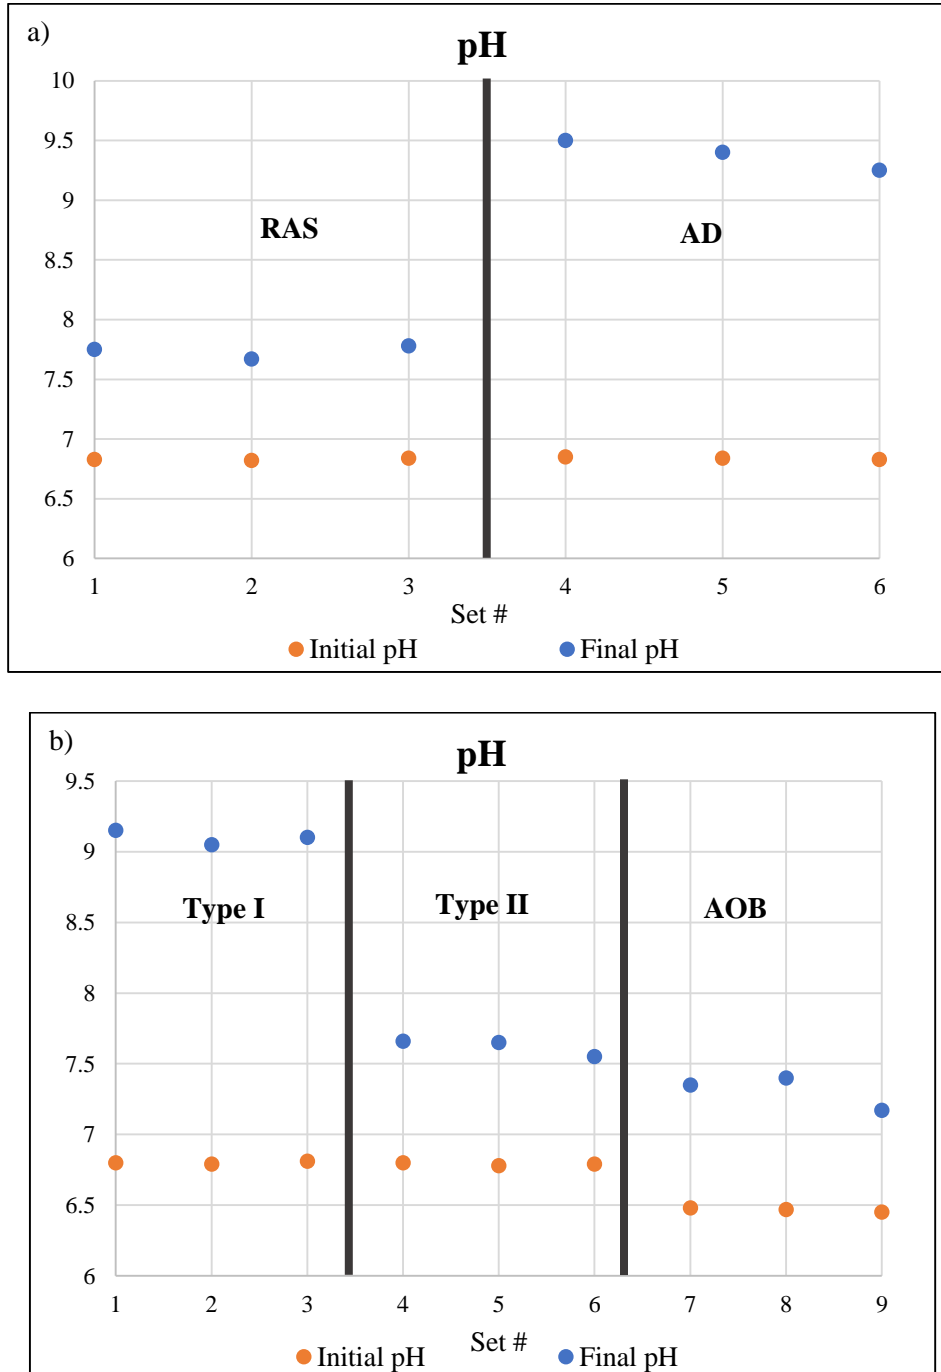 a)
pH
10
9.5
9
8.5
8
7.5
7
6.5
6
RAS
AD
1 2 3 4 5 6
Set #
Initial pH Final pH
b)
pH
9.5
9
8.5
8
7.5
7
6.5
6
Type I
Type II
AOB
1 2 3 4 5 6 7 8 9
Set #
Initial pH Final pH